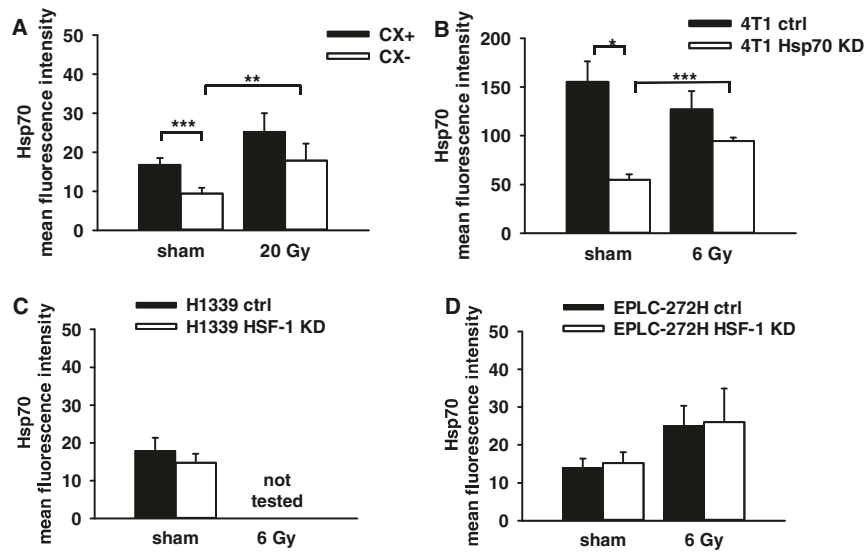 A
CX+
CX-
Hsp70
mean fluorescence intensity
50
40
30
20
10
0
***
**
sham
20 Gy
B
4T1 ctrl
4T1 Hsp70 KD
Hsp70
mean fluorescence intensity
200
150
100
50
0
*
***
sham
6 Gy
C
H1339 ctrl
H1339 HSF-1 KD
Hsp70
mean fluorescence intensity
50
40
30
20
10
0
not
tested
sham
6 Gy
D
EPLC-272H ctrl
EPLC-272H HSF-1 KD
Hsp70
mean fluorescence intensity
50
40
30
20
10
0
sham
6 Gy